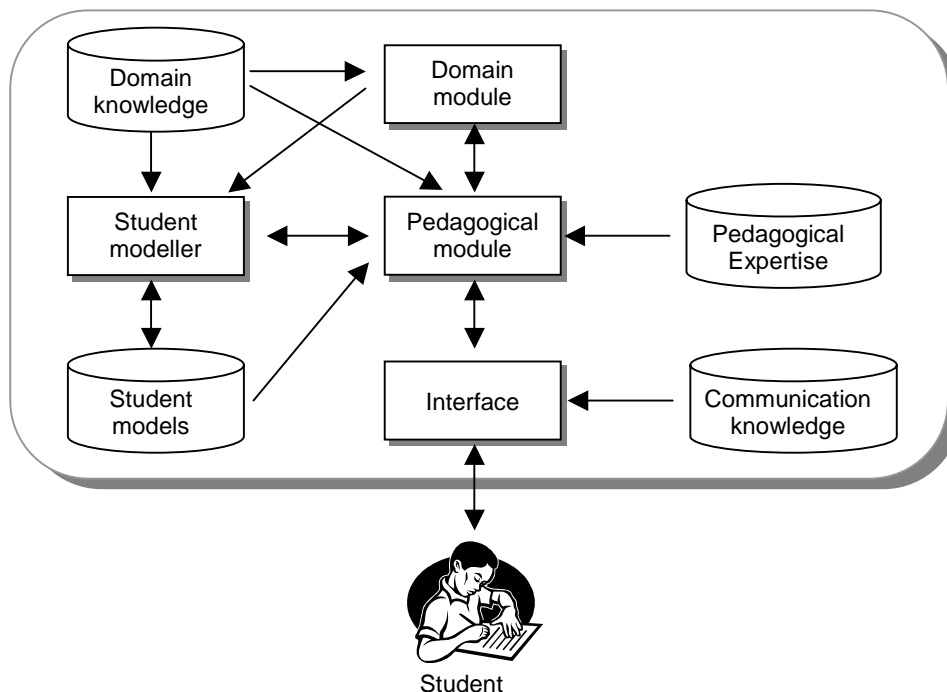 Domain
knowledge
Domain
module
Student
modeller
Pedagogical
module
Pedagogical
Expertise
Student
models
Interface
Communication
knowledge
Student